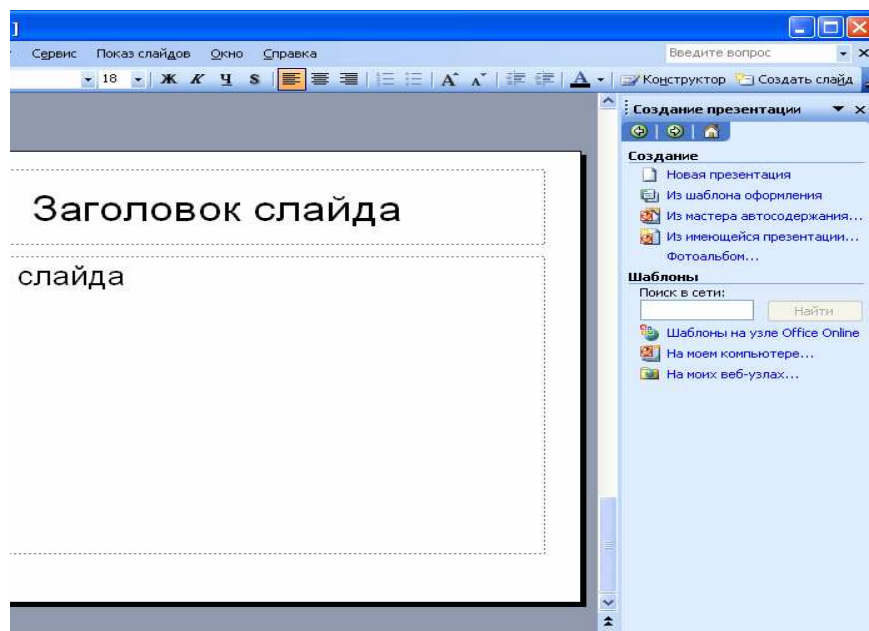 ]
Сервис Показ слайдов Окно Справка Введите вопрос
18 Ж К Ч S A A A Конструктор Создать слайд
Создание презентации
Создание
Новая презентация
Из шаблона оформления
Из мастера автосодержания...
Из имеющейся презентации...
Фотоальбом...
Шаблоны
Поиск в сети:
Найти
Шаблоны на узле Office Online
На моем компьютере...
На моих веб-узлах...
Заголовок слайда
слайда